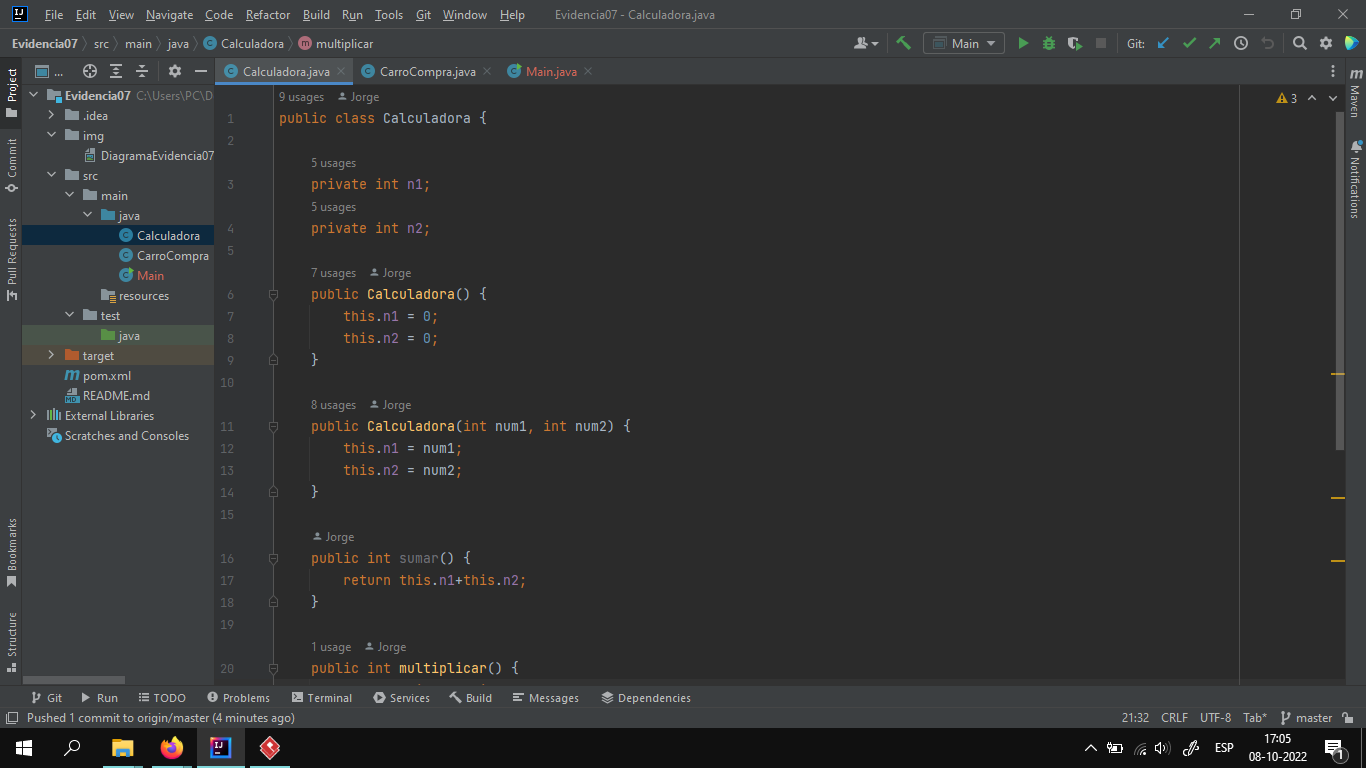 File Edit View Navigate Code Refactor Build Run Tools Git Window Help Evidencia07 - Calculadora.java
Evidencia07 src main java Calculadora multiplicar Main Git:
... Calculadora.java CarroCompra.java Main.java
Project
Commit
Pull Requests
Bookmarks
Structure
Evidencia07 C:\Users\PC\D
.idea
img
DiagramaEvidencia07
src
main
java
Calculadora
CarroCompra
Main
resources
test
java
target
pom.xml
README.md
External Libraries
Scratches and Consoles
9 usages Jorge
1 public class Calculadora {
2
5 usages
3 private int n1;
5 usages
4 private int n2;
5
7 usages Jorge
6 public Calculadora() {
7 this.n1 = 0;
8 this.n2 = 0;
9 }
10
8 usages Jorge
11 public Calculadora(int num1, int num2) {
12 this.n1 = num1;
13 this.n2 = num2;
14 }
15
Jorge
16 public int sumar() {
17 return this.n1+this.n2;
18 }
19
1 usage Jorge
20 public int multiplicar() {
3
Maven
Notifications
Git Run TODO Problems Terminal Services Build Messages Dependencies
Pushed 1 commit to origin/master (4 minutes ago) 21:32 CRLF UTF-8 Tab* master
ESP 17:05
08-10-2022
1